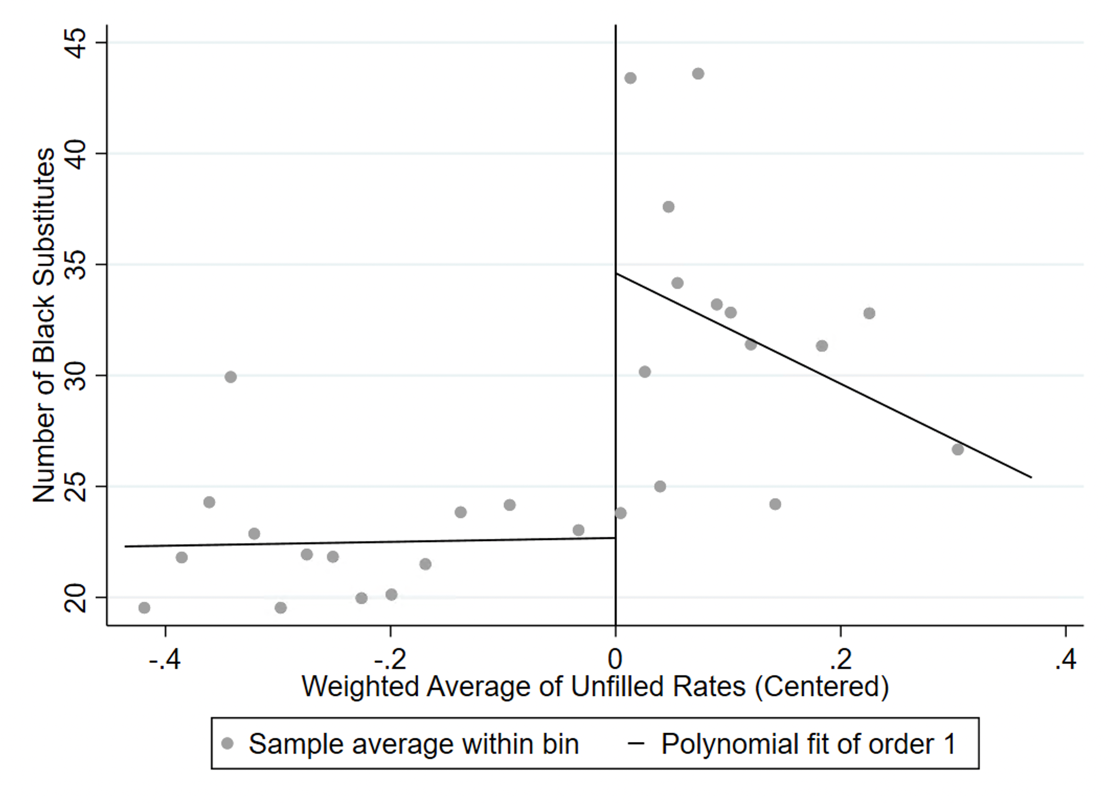 Number of Black Substitutes
45
40
35
30
25
20
-.4 -.2 0 .2 .4
Weighted Average of Unfilled Rates (Centered)
Sample average within bin Polynomial fit of order 1